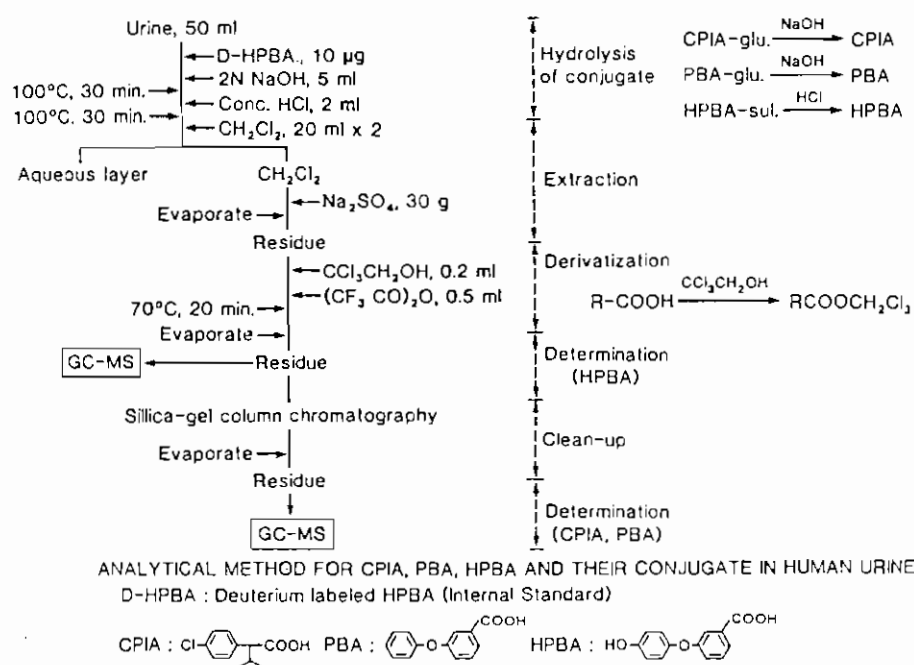 Urine, 50 ml
D-HPBA., 10 µg
2N NaOH, 5 ml
100°C, 30 min.
Conc. HCl, 2 ml
100°C, 30 min.
CH₂Cl₂, 20 ml x 2
Aqueous layer
CH₂Cl₂
Na₂SO₄, 30 g
Evaporate
Residue
CCl₃CH₂OH, 0.2 ml
(CF₃ CO)₂O, 0.5 ml
70°C, 20 min.
Evaporate
GC-MS
Residue
Sillica-gel column chromatography
Evaporate
Residue
GC-MS
Hydrolysis
of conjugate
Extraction
Derivatization
Determination
(HPBA)
Clean-up
Determination
(CPIA, PBA)
CPIA-glu. NaOH CPIA
PBA-glu. NaOH PBA
HPBA-sul. HCl HPBA
CCl₃CH₂OH
R-COOH RCOOCH₂Cl₃
ANALYTICAL METHOD FOR CPIA, PBA, HPBA AND THEIR CONJUGATE IN HUMAN URINE
D-HPBA : Deuterium labeled HPBA (Internal Standard)
CPIA : Cl COOH PBA : O COOH HPBA : HO O COOH